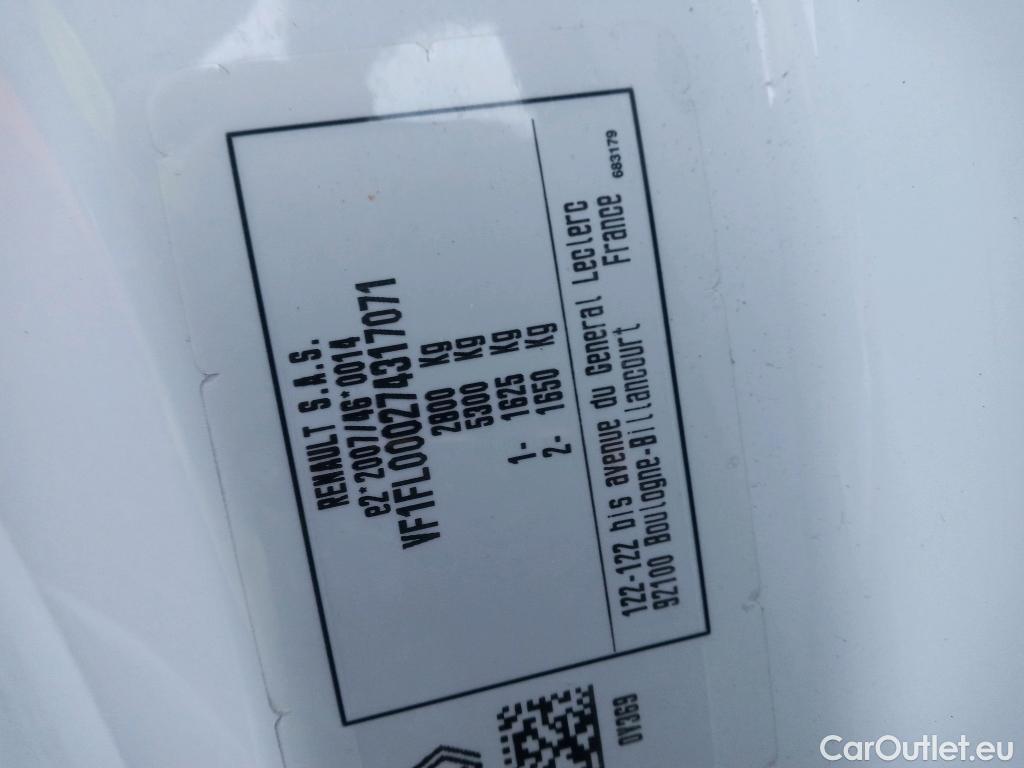 RENAULT S.A.S.
e2*2007/46*0014
VF1FL000274317071
2800 Kg
5300 Kg
1- 1625 Kg
2- 1650 Kg
122-122 bis avenue du General Leclerc
92100 Boulogne-Billancourt France
683179
0Y369
CarOutlet.eu